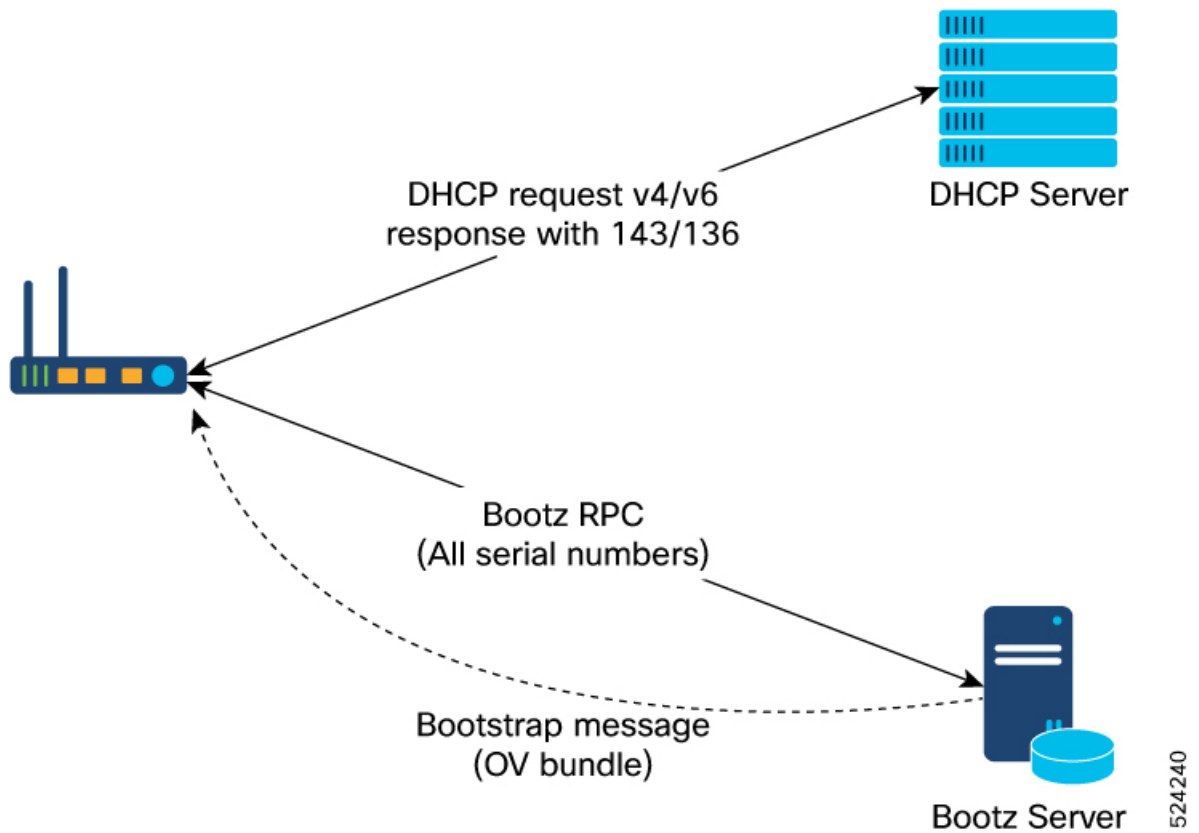 DHCP Server
DHCP request v4/v6
response with 143/136
Bootz RPC
(All serial numbers)
Bootstrap message
(OV bundle)
Bootz Server
524240